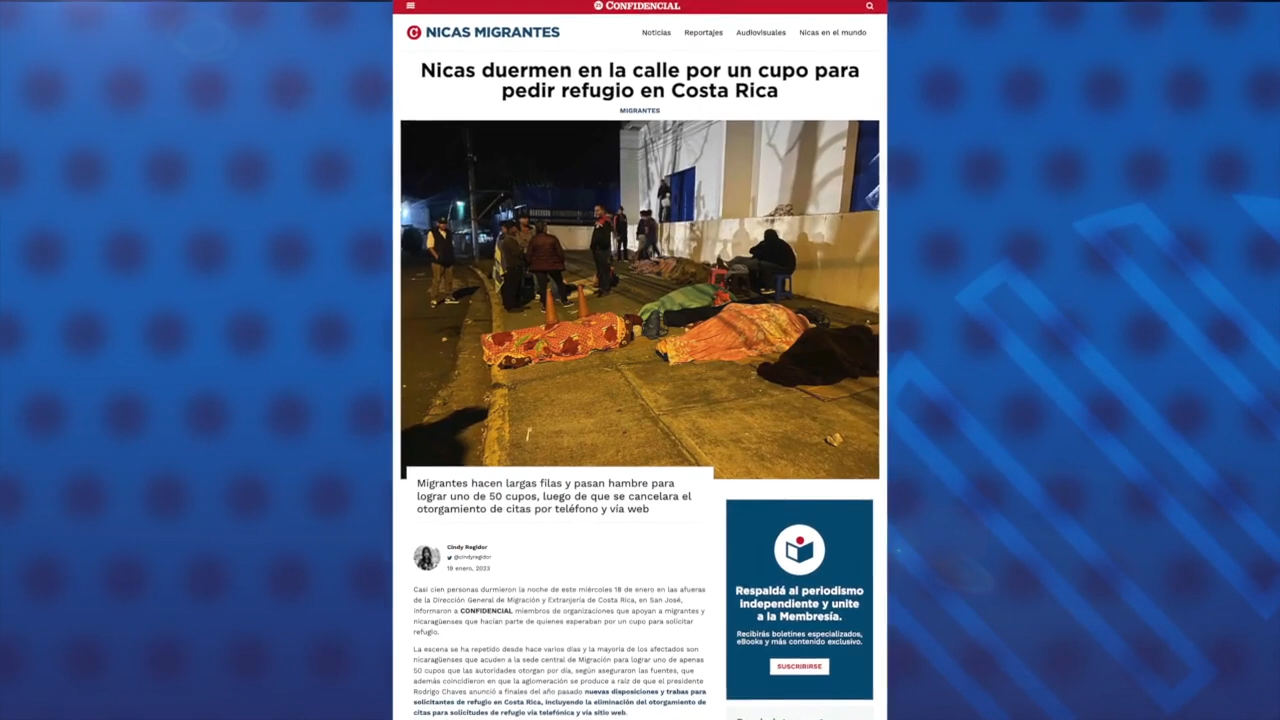 CONFIDENCIAL
NICAS MIGRANTES
Noticias Reportajes Audiovisuales Nicas en el mundo
Nicas duermen en la calle por un cupo para
pedir refugio en Costa Rica
MIGRANTES
Migrantes hacen largas filas y pasan hambre para
lograr uno de 50 cupos, luego de que se cancelara el
otorgamiento de citas por teléfono y vía web
Cindy Regidor
@cindyregidor
19 enero, 2023
Casi cien personas durmieron la noche de este miércoles 18 de enero en las afueras
de la Dirección General de Migración y Extranjería de Costa Rica, en San José,
informaron a CONFIDENCIAL miembros de organizaciones que apoyan a migrantes y
nicaragüenses que hacían parte de quienes esperaban por un cupo para solicitar
refugio.
La escena se ha repetido desde hace varios días y la mayoría de los afectados son
nicaragüenses que acuden a la sede central de Migración para lograr uno de apenas
50 cupos que las autoridades otorgan por día, según aseguraron las fuentes, que
además coincidieron en que la aglomeración se produce a raíz de que el presidente
Rodrigo Chaves anunció a finales del año pasado nuevas disposiciones y trabas para
solicitantes de refugio en Costa Rica, incluyendo la eliminación del otorgamiento de
citas para solicitudes de refugio vía telefónica y vía sitio web.
Respaldá al periodismo
independiente y unite
a la Membresía.
Recibirás boletines especializados,
eBooks y más contenido exclusivo.
SUSCRIBIRSE